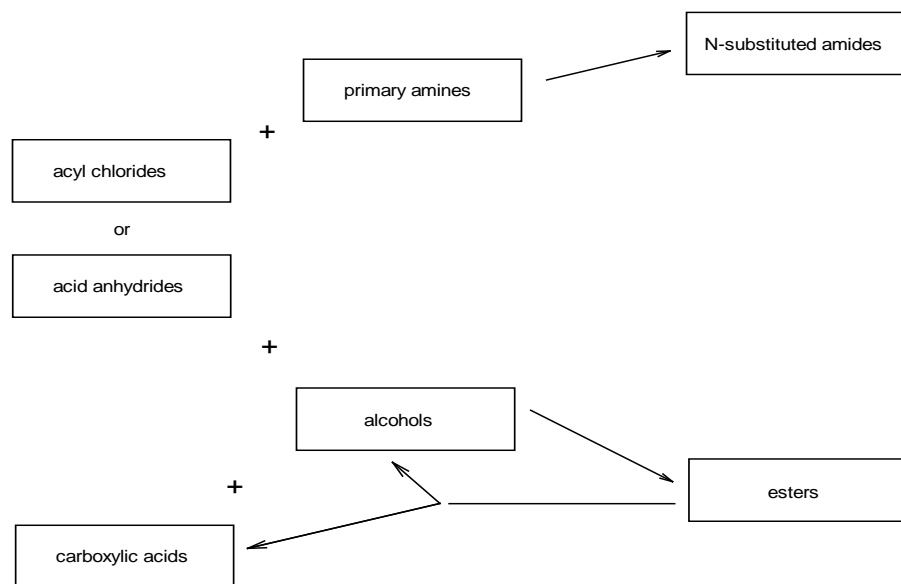 N-substituted amides
primary amines
+
acyl chlorides
or
acid anhydrides
+
alcohols
+
esters
carboxylic acids